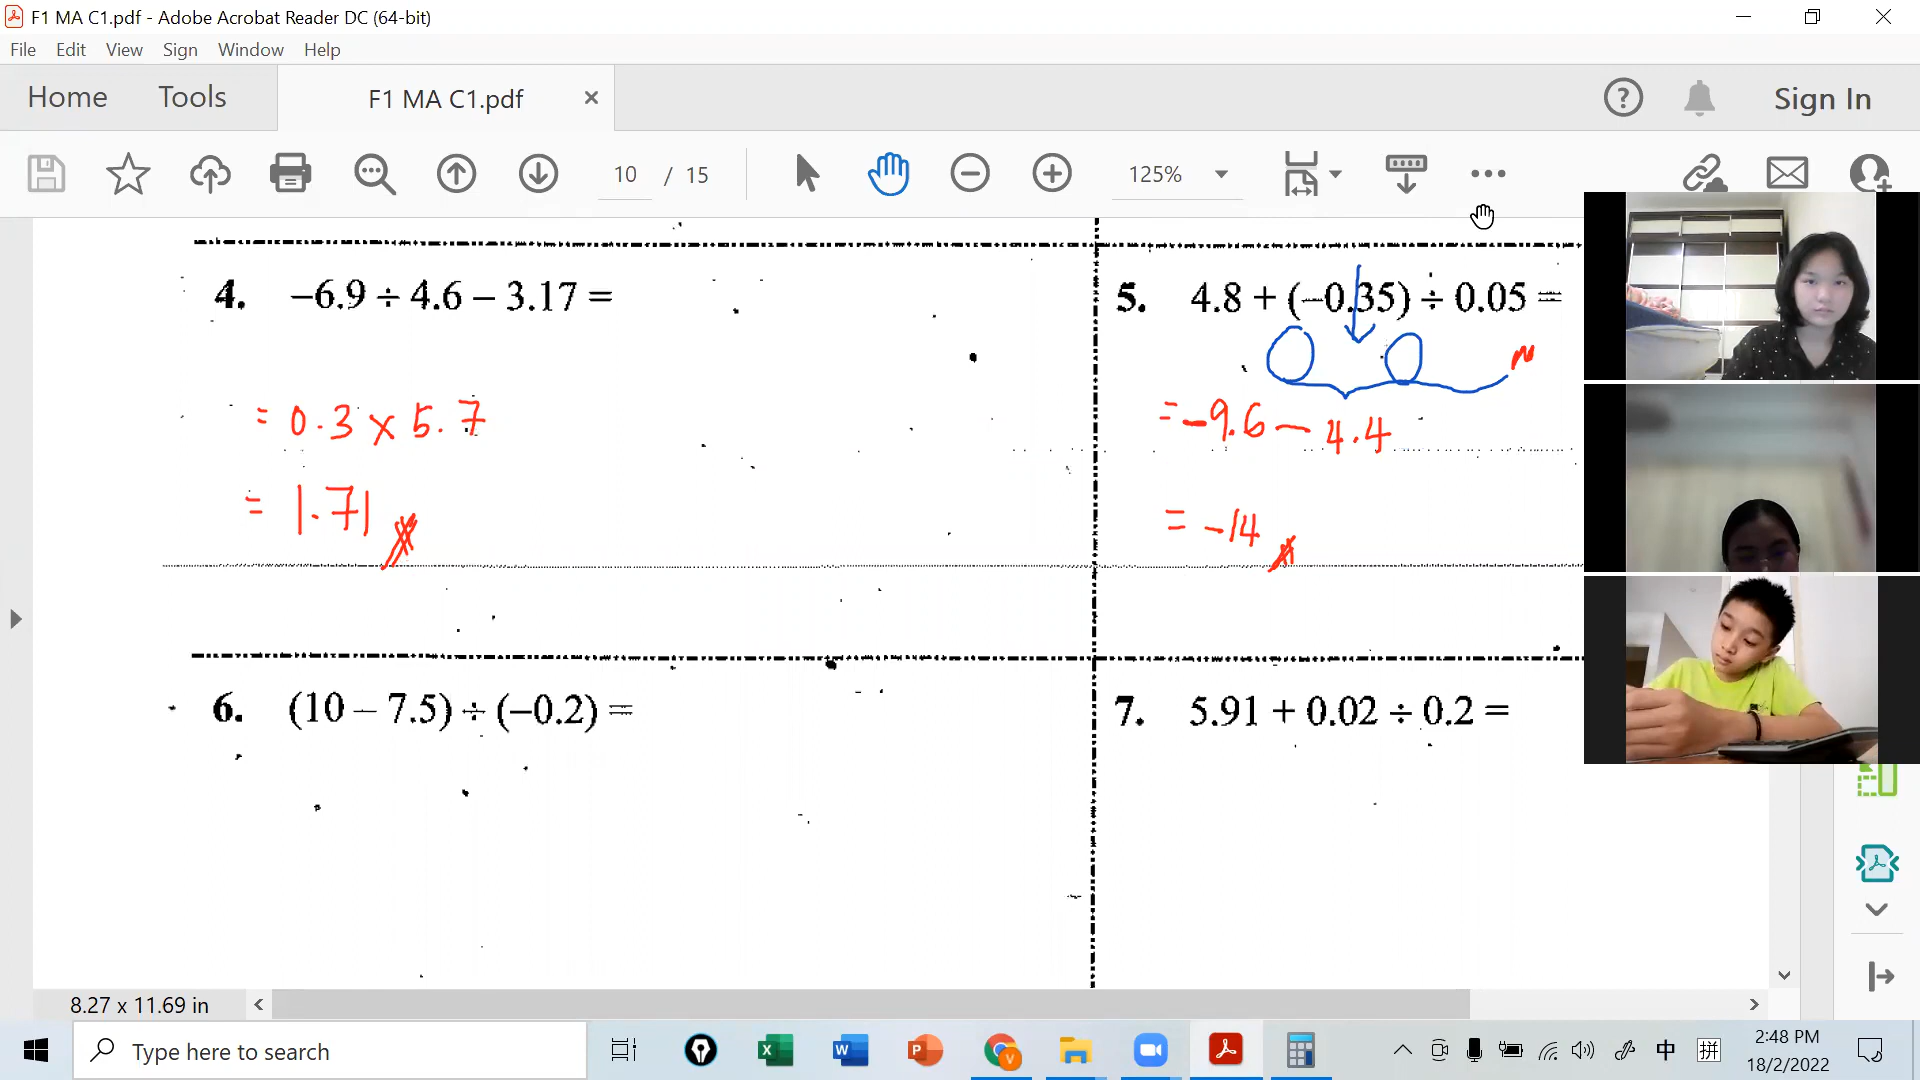 F1 MA C1.pdf - Adobe Acrobat Reader DC (64-bit)
File Edit View Sign Window Help
Home Tools F1 MA C1.pdf Sign In
10 / 15 125%
4. −6.9 ÷ 4.6 − 3.17 =
= 0.3 × 5.7
= 1.71
5. 4.8 + (−0.35) ÷ 0.05 =
= -9.6 - 4.4
= -14
6. (10 − 7.5) ÷ (−0.2) =
7. 5.91 + 0.02 ÷ 0.2 =
8.27 x 11.69 in
Type here to search
中 拼
2:48 PM
18/2/2022